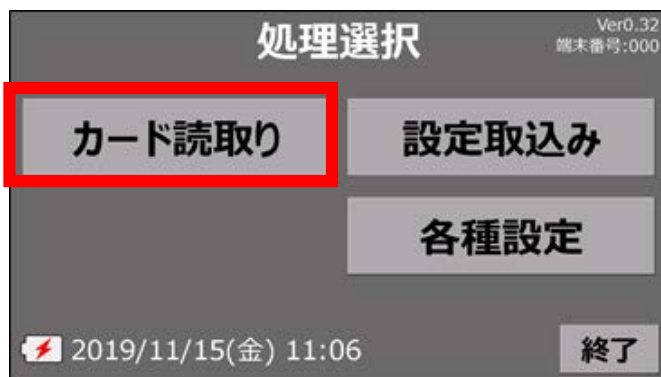 処理選択
Ver0.32
端末番号:000
カード読取り
設定取込み
各種設定
2019/11/15(金) 11:06
終了